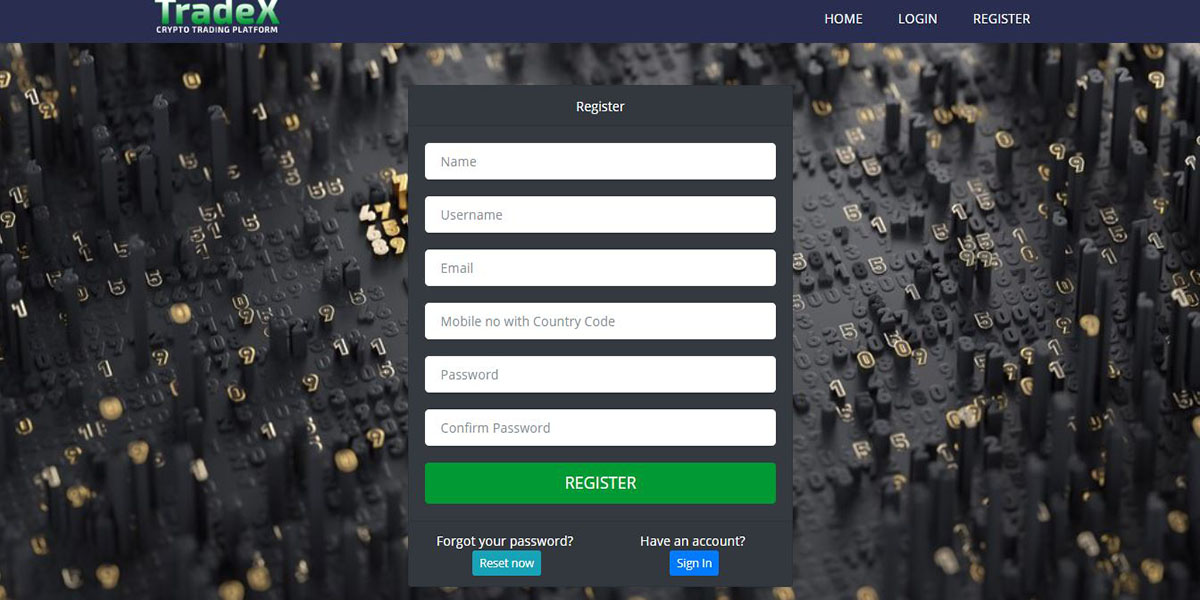 TradeX
CRYPTO TRADING PLATFORM
HOME LOGIN REGISTER
Register
Name
Username
Email
Mobile no with Country Code
Password
Confirm Password
REGISTER
Forgot your password? Have an account?
Reset now Sign In